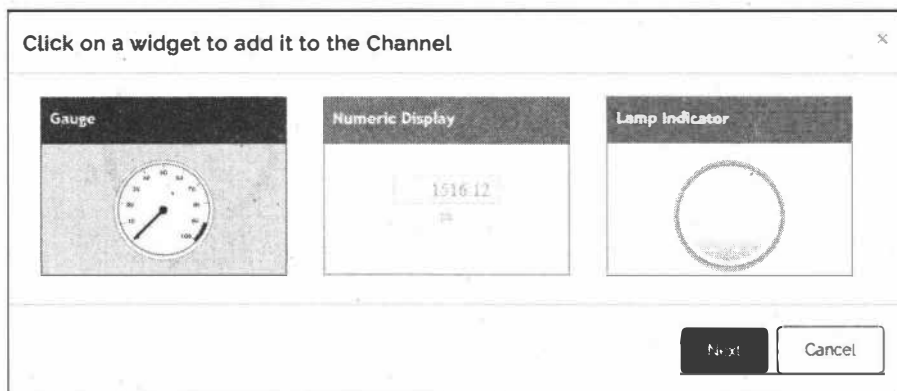 Click on a widget to add it to the Channel
×
Gauge
Numeric Display
Lamp Indicator
1516.12
Next
Cancel